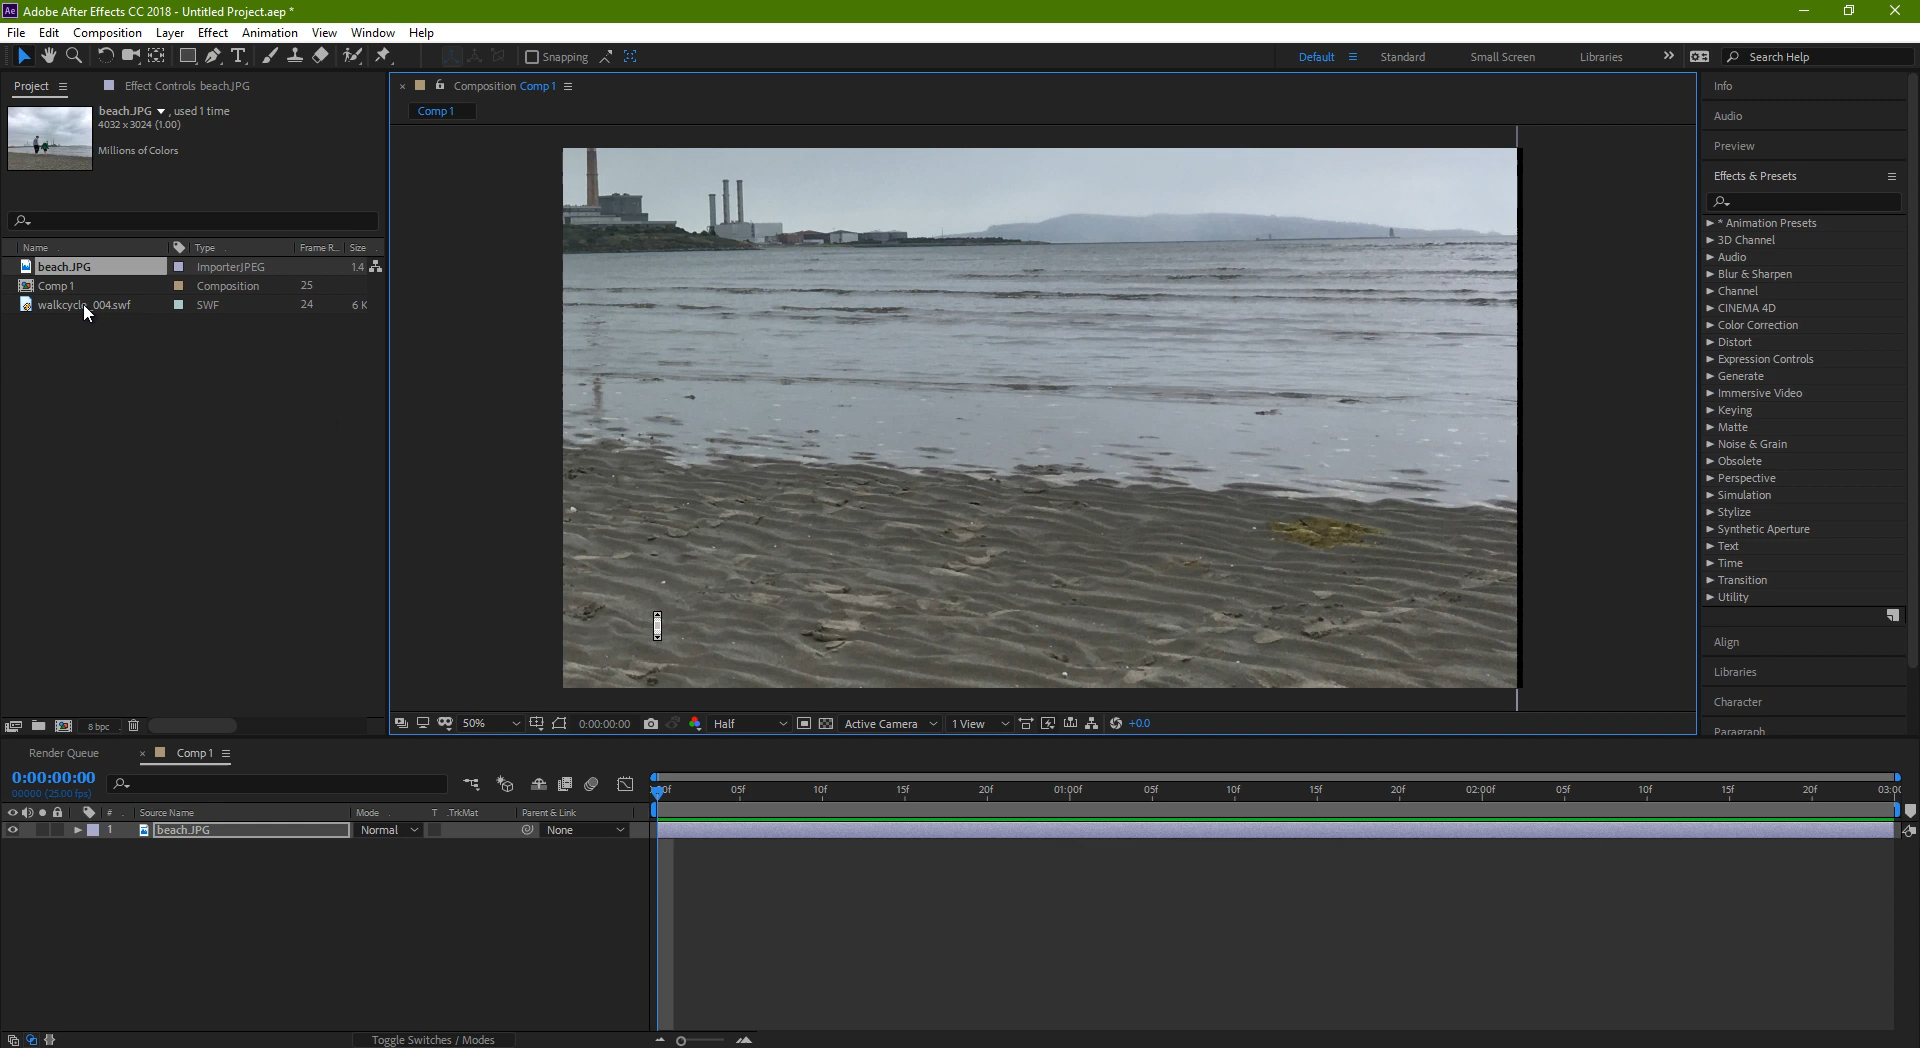 Adobe After Effects CC 2018 - Untitled Project.aep *
File Edit Composition Layer Effect Animation View Window Help
Snapping Default Standard Small Screen Libraries Search Help
Project Effect Controls beach.JPG
beach.JPG , used 1 time
4032 x 3024 (1.00)
Millions of Colors
Name Type Frame R... Size
beach.JPG ImporterJPEG 1.4
Comp 1 Composition 25
walkcycle_004.swf SWF 24 6 K
8 bpc
Composition Comp 1
Comp 1
50% 0:00:00:00 Half Active Camera 1 View +0.0
Info
Audio
Preview
Effects & Presets
* Animation Presets
3D Channel
Audio
Blur & Sharpen
Channel
CINEMA 4D
Color Correction
Distort
Expression Controls
Generate
Immersive Video
Keying
Matte
Noise & Grain
Obsolete
Perspective
Simulation
Stylize
Synthetic Aperture
Text
Time
Transition
Utility
Align
Libraries
Character
Paragraph
Render Queue Comp 1
0:00:00:00
00000 (25.00 fps)
05f 10f 15f 20f 01:00f 05f 10f 15f 20f 02:00f 05f 10f 15f 20f
# Source Name Mode T .TrkMat Parent & Link
1 beach.JPG Normal None
Toggle Switches / Modes